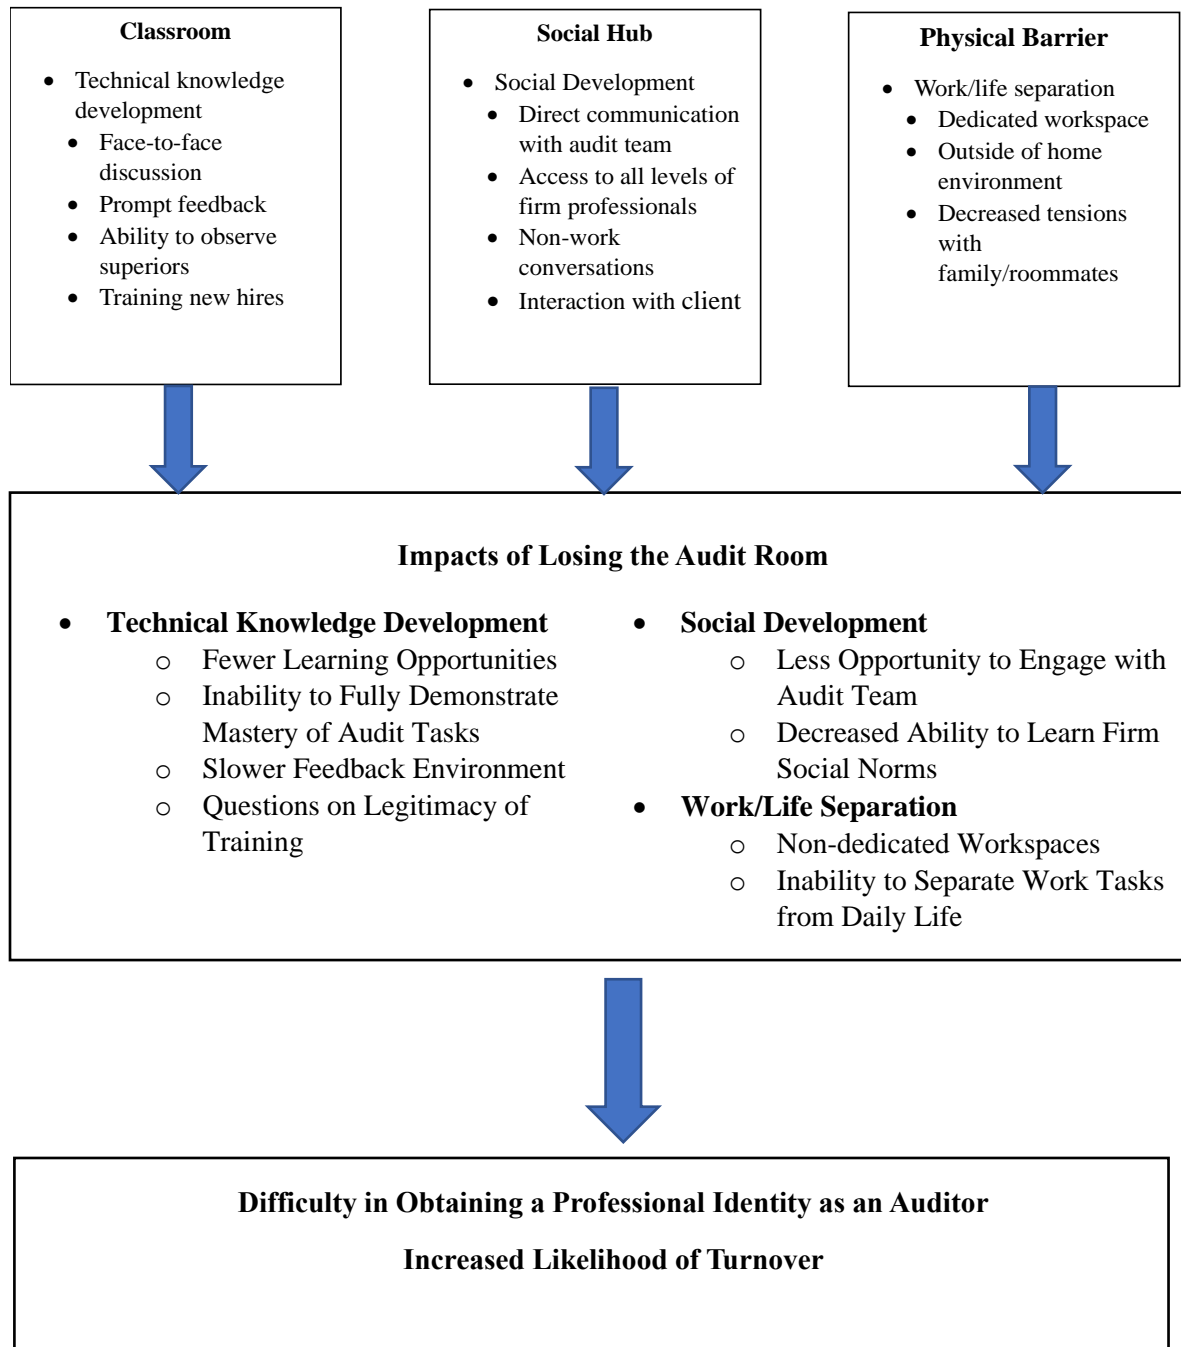 Classroom
• Technical knowledge
development
• Face-to-face
discussion
• Prompt feedback
• Ability to observe
superiors
• Training new hires
Social Hub
• Social Development
• Direct communication
with audit team
• Access to all levels of
firm professionals
• Non-work
conversations
• Interaction with client
Physical Barrier
• Work/life separation
• Dedicated workspace
• Outside of home
environment
• Decreased tensions
with
family/roommates
Impacts of Losing the Audit Room
• Technical Knowledge Development
o Fewer Learning Opportunities
o Inability to Fully Demonstrate
Mastery of Audit Tasks
o Slower Feedback Environment
o Questions on Legitimacy of
Training
• Social Development
o Less Opportunity to Engage with
Audit Team
o Decreased Ability to Learn Firm
Social Norms
• Work/Life Separation
o Non-dedicated Workspaces
o Inability to Separate Work Tasks
from Daily Life
Difficulty in Obtaining a Professional Identity as an Auditor
Increased Likelihood of Turnover